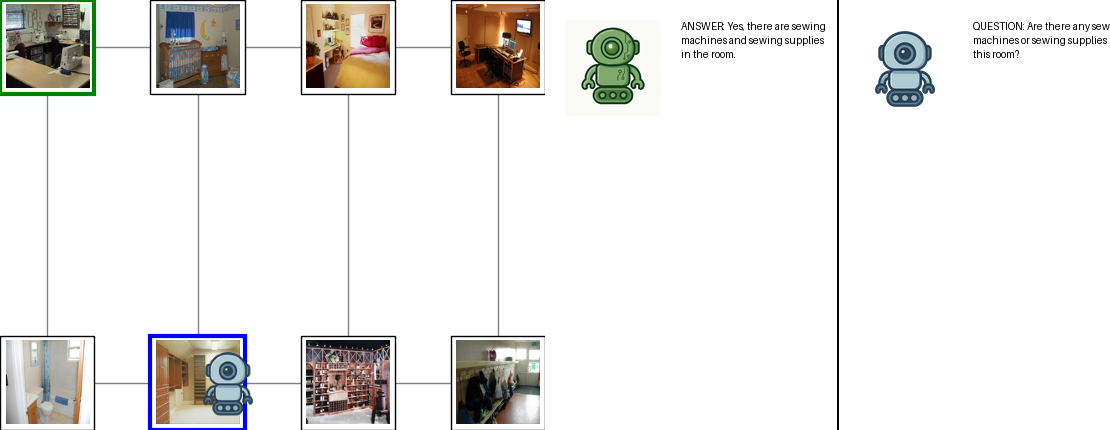 ANSWER: Yes, there are sewing
machines and sewing supplies
in the room.
QUESTION: Are there any sew
machines or sewing supplies
this room?